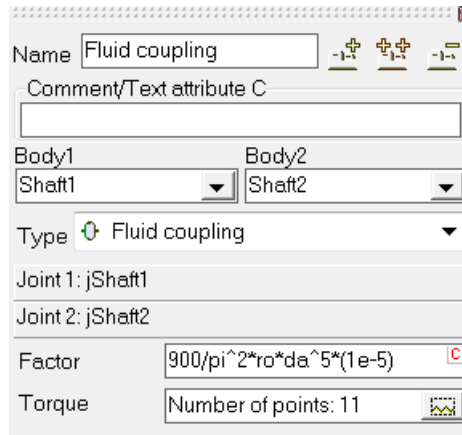 Name Fluid coupling
Comment/Text attribute C
Body1 Body2
Shaft1 Shaft2
Type Fluid coupling
Joint 1: jShaft1
Joint 2: jShaft2
Factor 900/pi^2*ro*da^5*(1e-5) C
Torque Number of points: 11